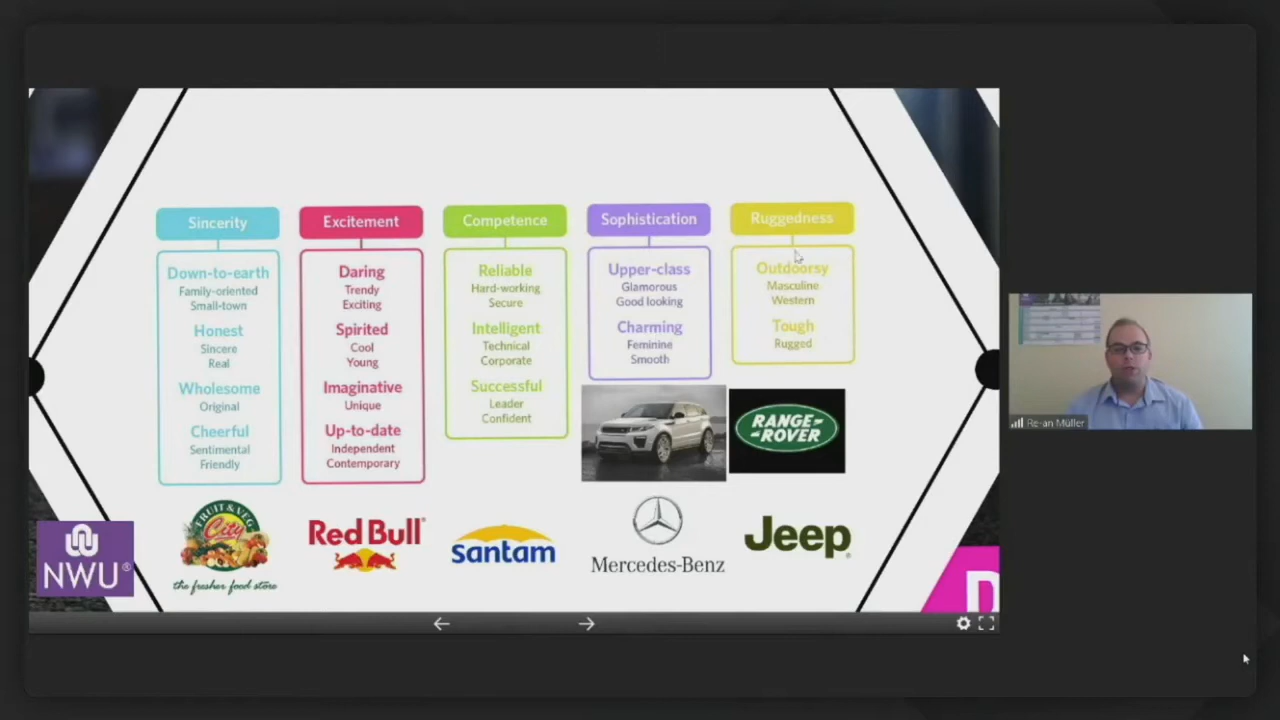 Sincerity
Down-to-earth
Family-oriented
Small-town
Honest
Sincere
Real
Wholesome
Original
Cheerful
Sentimental
Friendly
Excitement
Daring
Trendy
Exciting
Spirited
Cool
Young
Imaginative
Unique
Up-to-date
Independent
Contemporary
Competence
Reliable
Hard-working
Secure
Intelligent
Technical
Corporate
Successful
Leader
Confident
Sophistication
Upper-class
Glamorous
Good looking
Charming
Feminine
Smooth
Ruggedness
Outdoorsy
Masculine
Western
Tough
Rugged
RANGE-
-ROVER
FRUIT & VEG
City
the fresher food store
Red Bull
santam
Mercedes-Benz
Jeep
NWU
D
Re-an Müller